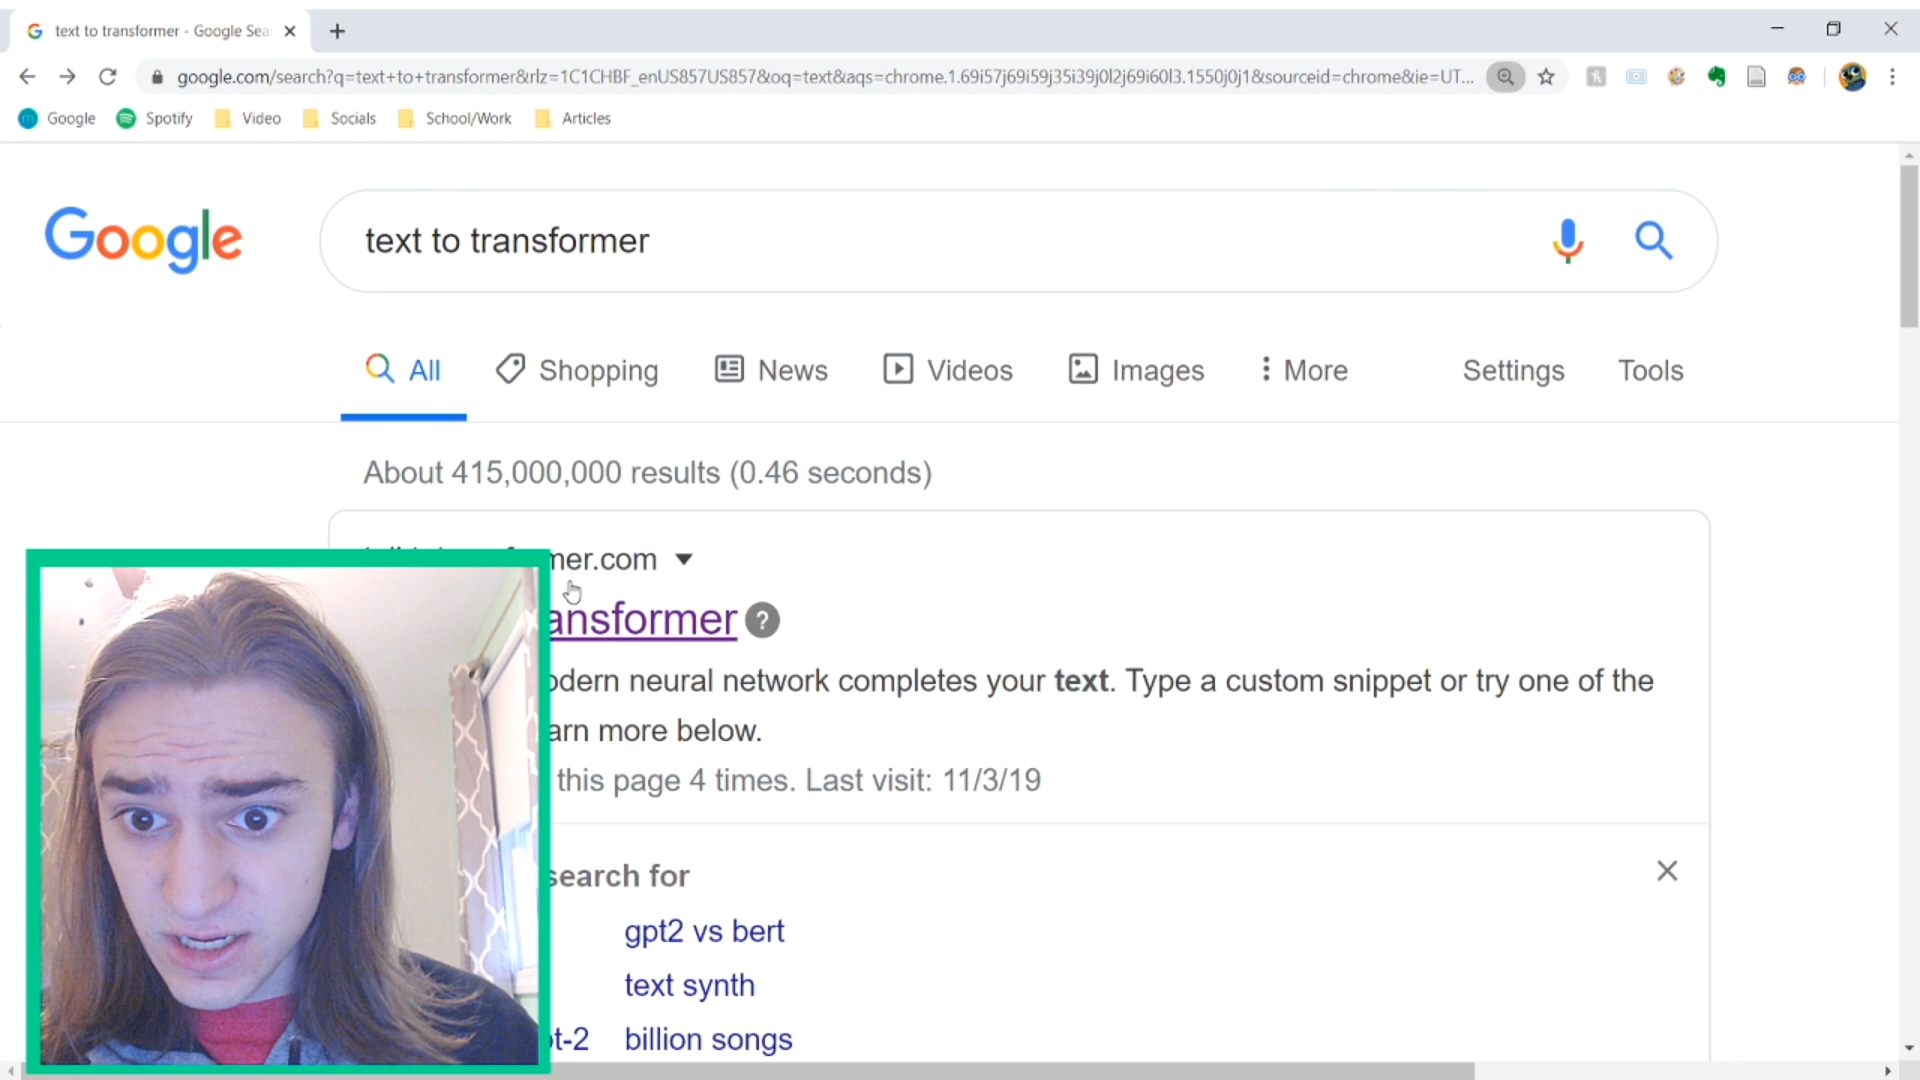 text to transformer - Google Sea
google.com/search?q=text+to+transformer&rlz=1C1CHBF_enUS857US857&oq=text&aqs=chrome.1.69i57j69i59j35i39j0l2j69i60l3.1550j0j1&sourceid=chrome&ie=UT...
Google Spotify Video Socials School/Work Articles
Google text to transformer
All Shopping News Videos Images More Settings Tools
About 415,000,000 results (0.46 seconds)
mer.com
ansformer ?
odern neural network completes your text. Type a custom snippet or try one of the
arn more below.
this page 4 times. Last visit: 11/3/19
search for
gpt2 vs bert
text synth
t-2 billion songs